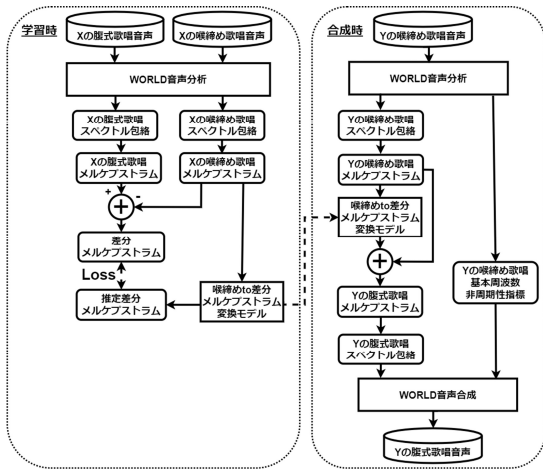 学習時
Xの腹式歌唱音声
Xの喉締め歌唱音声
WORLD音声分析
Xの腹式歌唱
スペクトル包絡
Xの喉締め歌唱
スペクトル包絡
Xの腹式歌唱
メルケプストラム
Xの喉締め歌唱
メルケプストラム
+
-
差分
メルケプストラム
Loss
推定差分
メルケプストラム
喉締めto差分
メルケプストラム
変換モデル
合成時
Yの喉締め歌唱音声
WORLD音声分析
Yの喉締め歌唱
スペクトル包絡
Yの喉締め歌唱
メルケプストラム
喉締めto差分
メルケプストラム
変換モデル
Yの喉締め歌唱
基本周波数
非周期性指標
Yの腹式歌唱
メルケプストラム
Yの腹式歌唱
スペクトル包絡
WORLD音声合成
Yの腹式歌唱音声